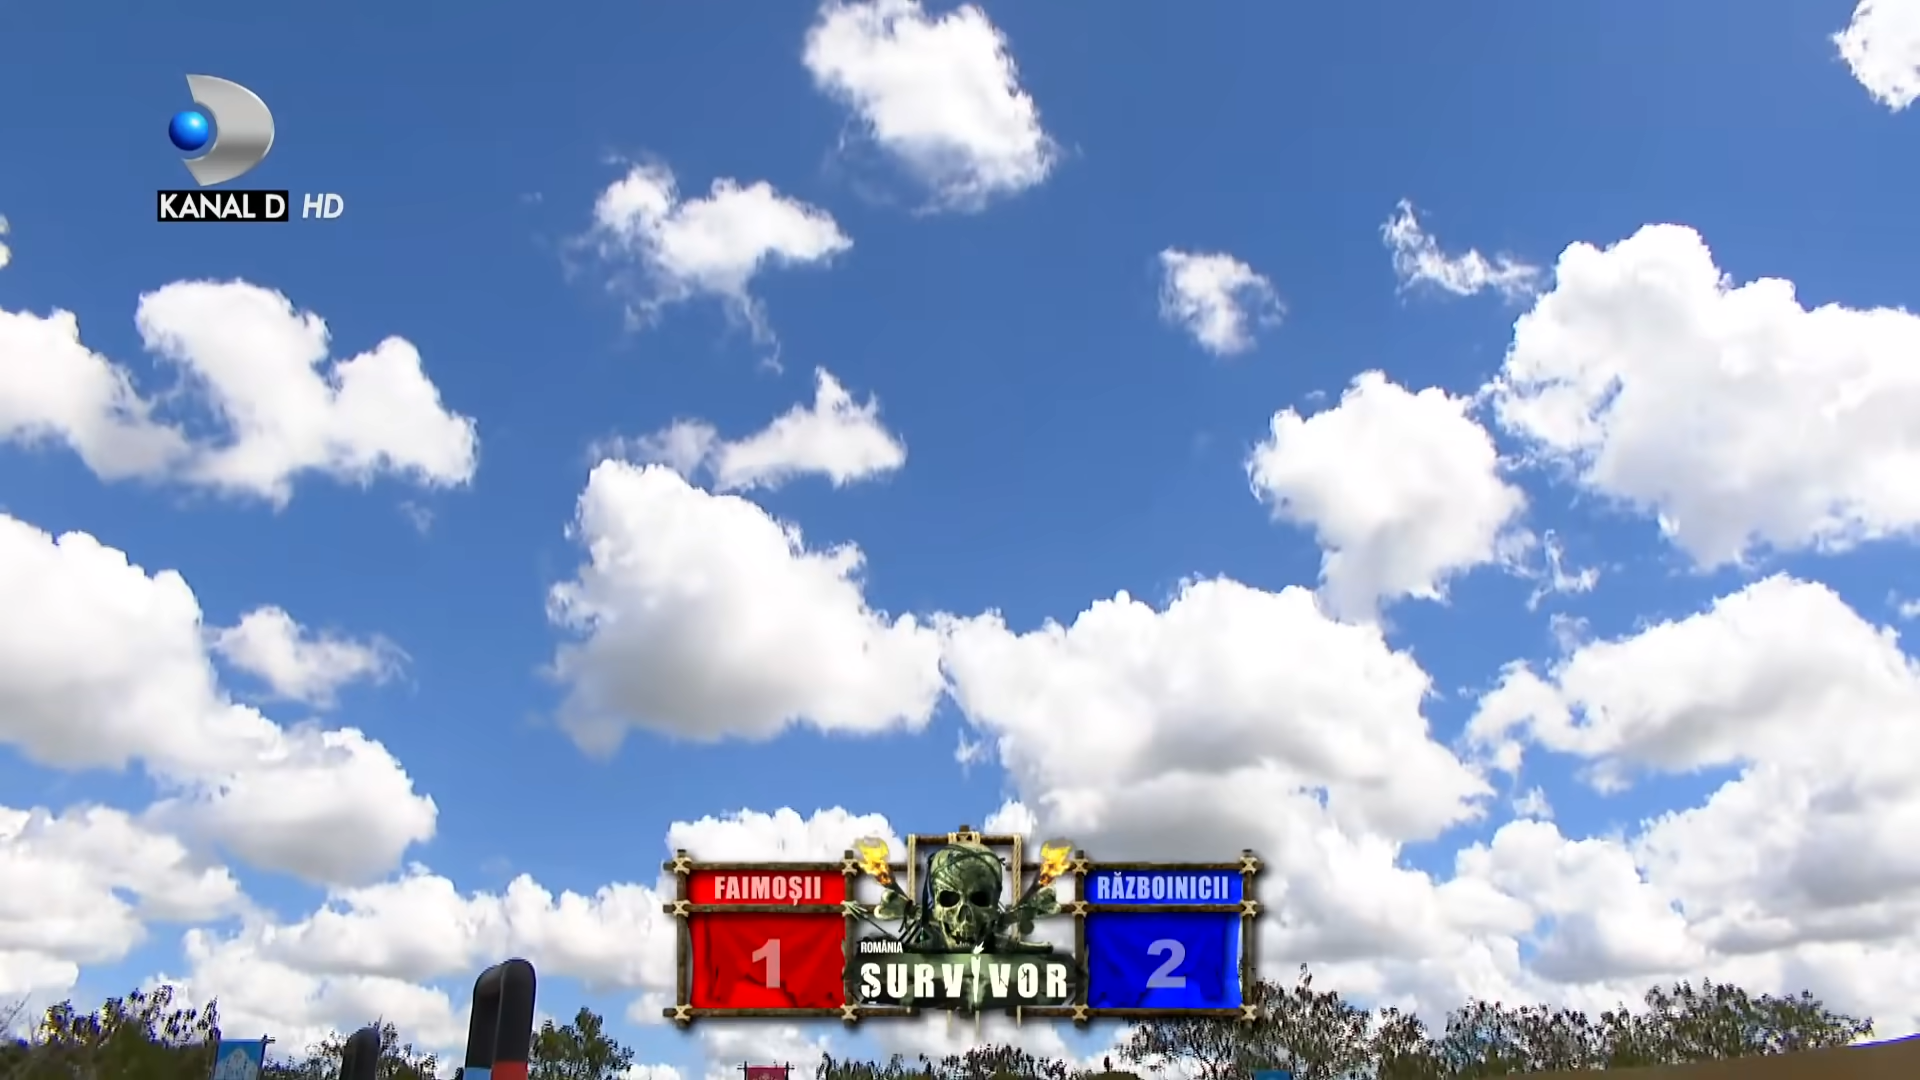 KANAL D HD
FAIMOȘII
RĂZBOINICII
1
2
ROMÂNIA
SURVIVOR